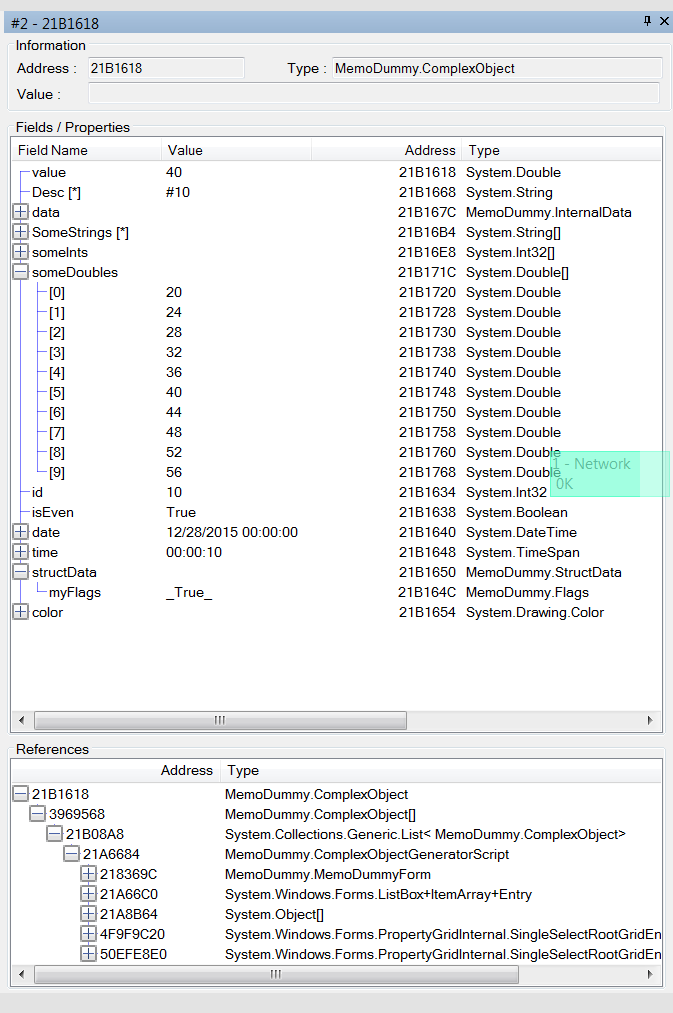 #2 - 21B1618
Information
Address : 21B1618 Type : MemoDummy.ComplexObject
Value :
Fields / Properties
Field Name Value Address Type
value 40 21B1618 System.Double
Desc [*] #10 21B1668 System.String
data 21B167C MemoDummy.InternalData
SomeStrings [*] 21B16B4 System.String[]
someInts 21B16E8 System.Int32[]
someDoubles 21B171C System.Double[]
[0] 20 21B1720 System.Double
[1] 24 21B1728 System.Double
[2] 28 21B1730 System.Double
[3] 32 21B1738 System.Double
[4] 36 21B1740 System.Double
[5] 40 21B1748 System.Double
[6] 44 21B1750 System.Double
[7] 48 21B1758 System.Double
[8] 52 21B1760 System.Double
1 - Network
[9] 56 21B1768 System.Double
0K
id 10 21B1634 System.Int32
isEven True 21B1638 System.Boolean
date 12/28/2015 00:00:00 21B1640 System.DateTime
time 00:00:10 21B1648 System.TimeSpan
structData 21B1650 MemoDummy.StructData
myFlags _True_ 21B164C MemoDummy.Flags
color 21B1654 System.Drawing.Color
References
Address Type
21B1618 MemoDummy.ComplexObject
3969568 MemoDummy.ComplexObject[]
21B08A8 System.Collections.Generic.List< MemoDummy.ComplexObject>
21A6684 MemoDummy.ComplexObjectGeneratorScript
218369C MemoDummy.MemoDummyForm
21A66C0 System.Windows.Forms.ListBox+ItemArray+Entry
21A8B64 System.Object[]
4F9F9C20 System.Windows.Forms.PropertyGridInternal.SingleSelectRootGridEn
50EFE8E0 System.Windows.Forms.PropertyGridInternal.SingleSelectRootGridEn